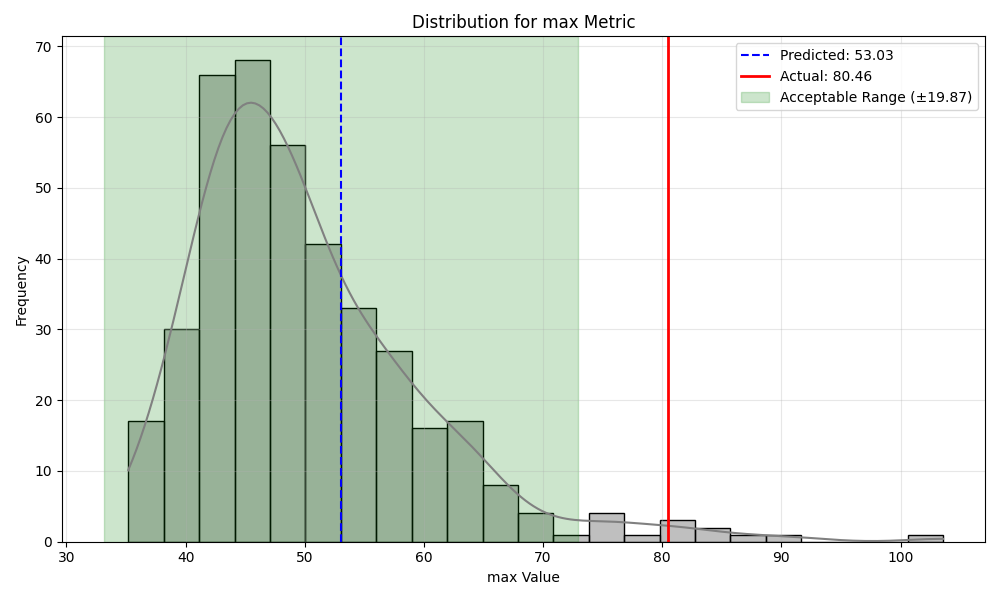 Distribution for max Metric
Predicted: 53.03
Actual: 80.46
Acceptable Range (±19.87)
Frequency
70
60
50
40
30
20
10
0
30 40 50 60 70 80 90 100
max Value